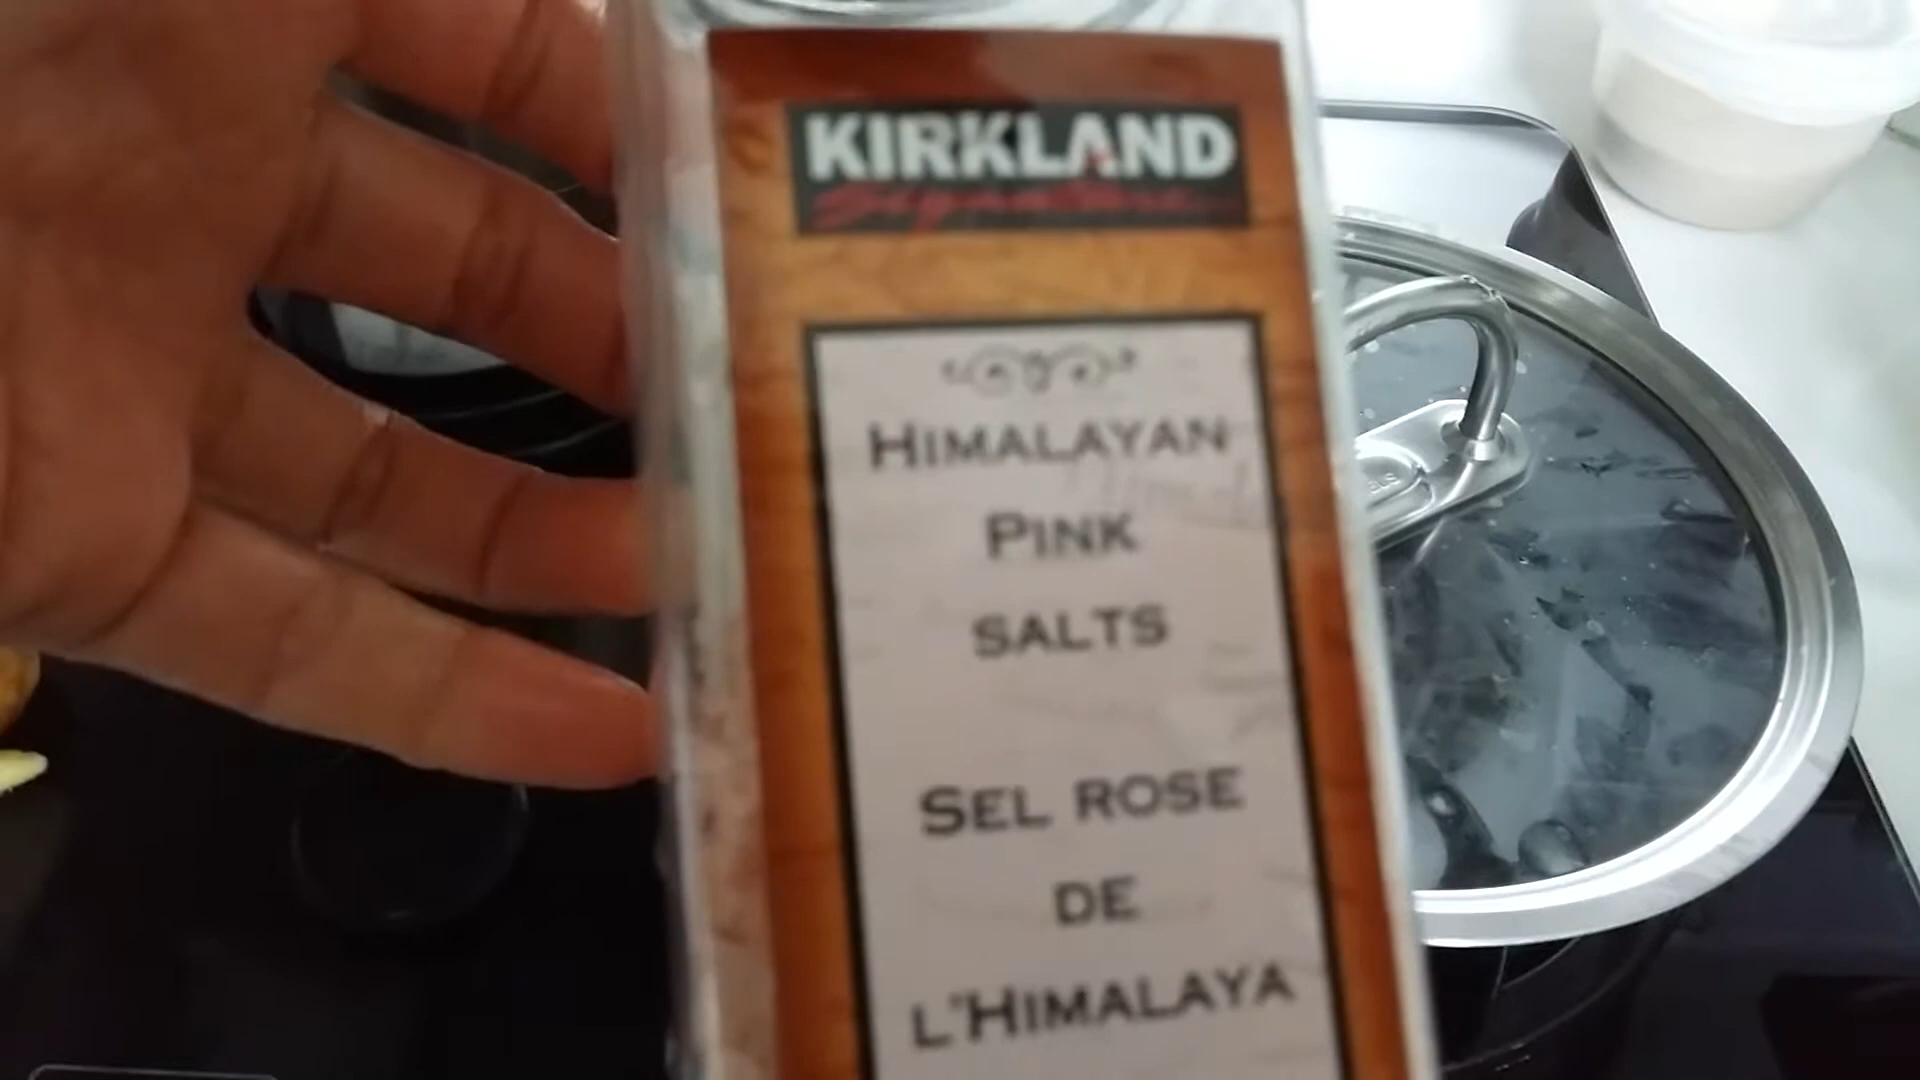 KIRKLAND
Signature
HIMALAYAN
PINK
SALTS
SEL ROSE
DE
L'HIMALAYA